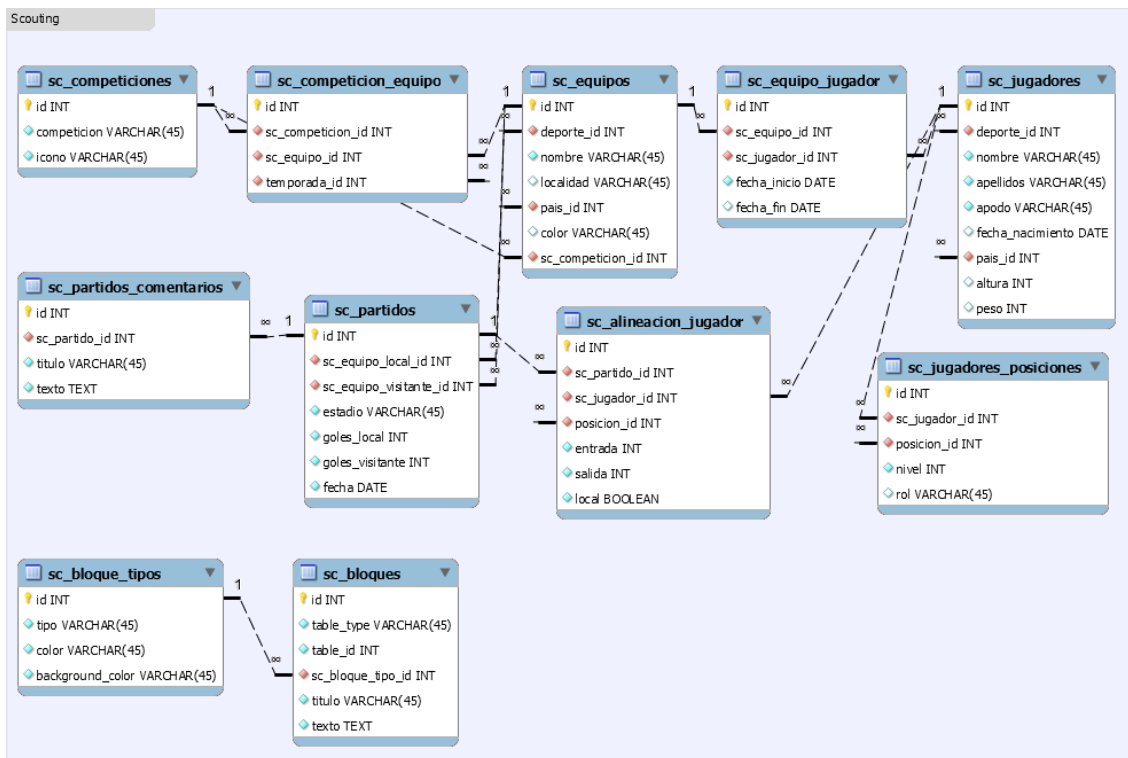 Scouting
sc_competiciones
id INT
competicion VARCHAR(45)
icono VARCHAR(45)
1
∞
sc_competicion_equipo
id INT
sc_competicion_id INT
sc_equipo_id INT
temporada_id INT
∞
∞
1
sc_equipos
id INT
deporte_id INT
nombre VARCHAR(45)
localidad VARCHAR(45)
pais_id INT
color VARCHAR(45)
sc_competicion_id INT
∞
∞
∞
1
∞
sc_equipo_jugador
id INT
sc_equipo_id INT
sc_jugador_id INT
fecha_inicio DATE
fecha_fin DATE
∞
1
sc_jugadores
id INT
deporte_id INT
nombre VARCHAR(45)
apellidos VARCHAR(45)
apodo VARCHAR(45)
fecha_nacimiento DATE
pais_id INT
altura INT
peso INT
∞
∞
sc_partidos_comentarios
id INT
sc_partido_id INT
titulo VARCHAR(45)
texto TEXT
∞
1
sc_partidos
id INT
sc_equipo_local_id INT
sc_equipo_visitante_id INT
estadio VARCHAR(45)
goles_local INT
goles_visitante INT
fecha DATE
1
∞
∞
sc_alineacion_jugador
id INT
sc_partido_id INT
sc_jugador_id INT
posicion_id INT
entrada INT
salida INT
local BOOLEAN
∞
∞
∞
sc_jugadores_posiciones
id INT
sc_jugador_id INT
posicion_id INT
nivel INT
rol VARCHAR(45)
∞
∞
sc_bloque_tipos
id INT
tipo VARCHAR(45)
color VARCHAR(45)
background_color VARCHAR(45)
1
∞
sc_bloques
id INT
table_type VARCHAR(45)
table_id INT
sc_bloque_tipo_id INT
titulo VARCHAR(45)
texto TEXT